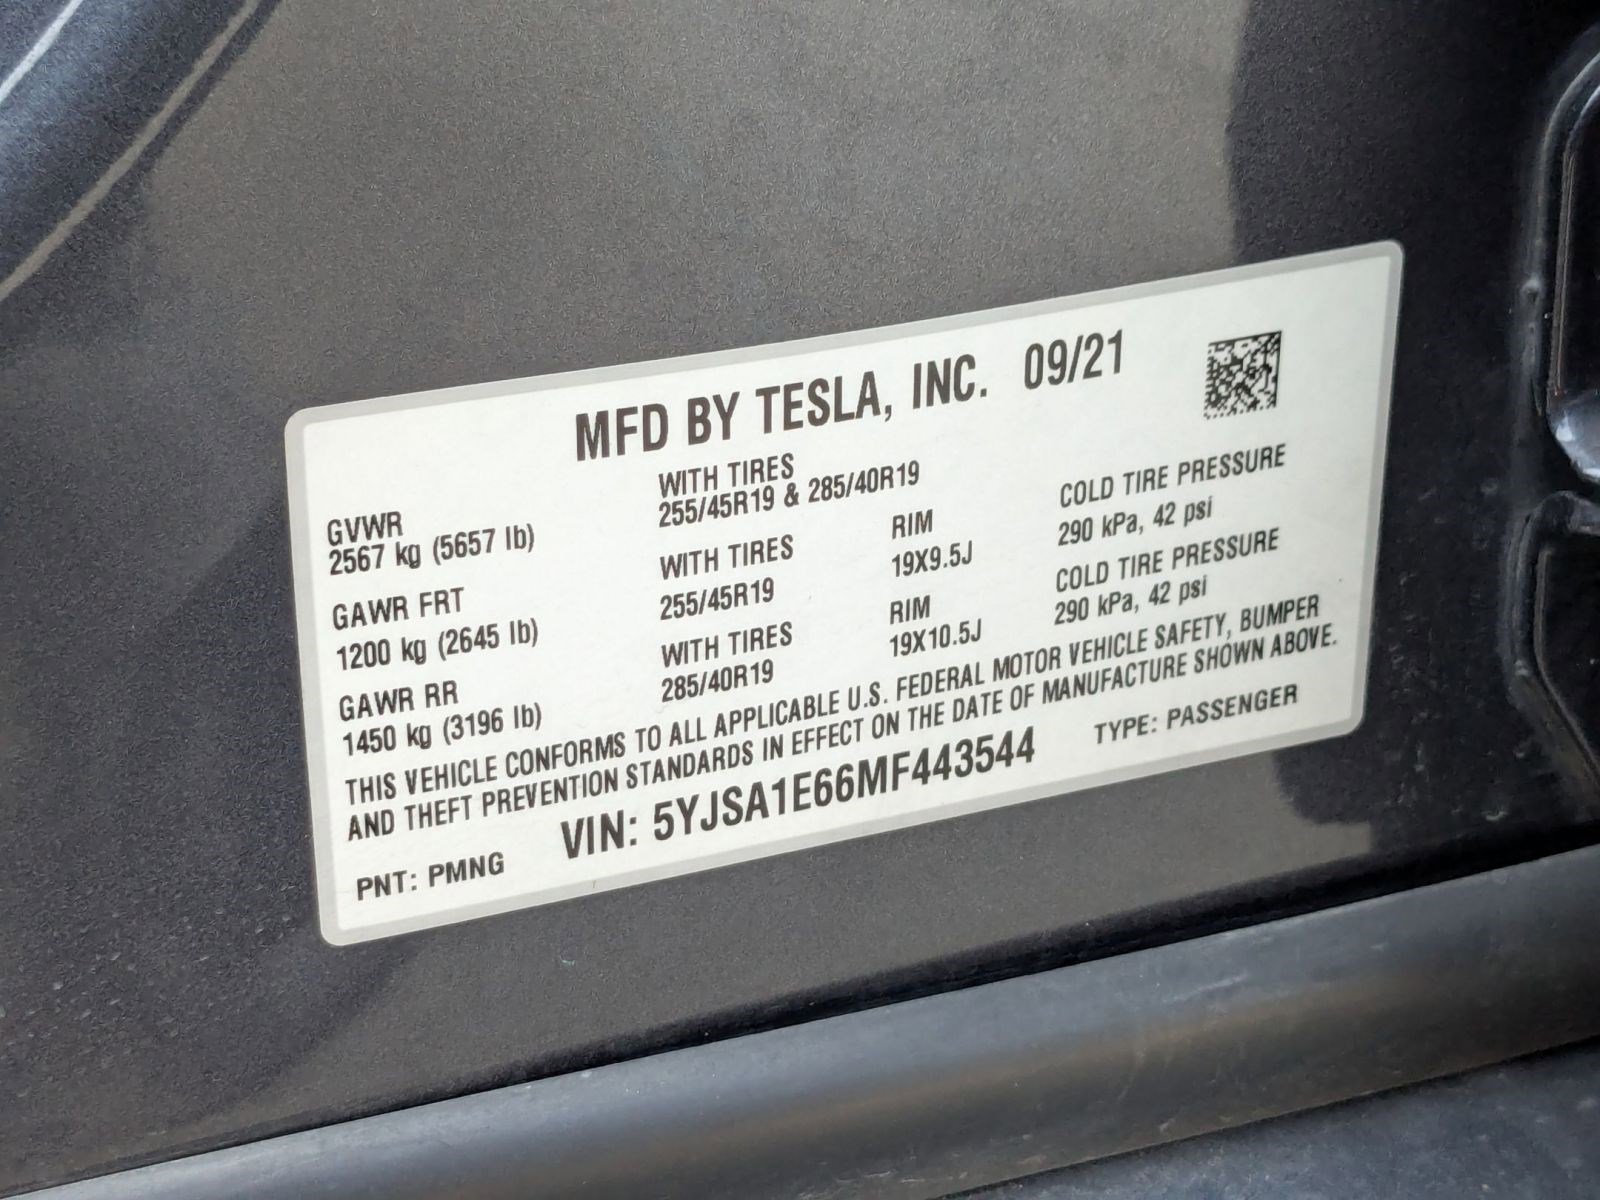 MFD BY TESLA, INC. 09/21
GVWR
2567 kg (5657 lb)
WITH TIRES
255/45R19 & 285/40R19
GAWR FRT
1200 kg (2645 lb)
WITH TIRES
255/45R19
RIM
19X9.5J
COLD TIRE PRESSURE
290 kPa, 42 psi
GAWR RR
1450 kg (3196 lb)
WITH TIRES
285/40R19
RIM
19X10.5J
COLD TIRE PRESSURE
290 kPa, 42 psi
THIS VEHICLE CONFORMS TO ALL APPLICABLE U.S. FEDERAL MOTOR VEHICLE SAFETY, BUMPER
AND THEFT PREVENTION STANDARDS IN EFFECT ON THE DATE OF MANUFACTURE SHOWN ABOVE.
PNT: PMNG
VIN: 5YJSA1E66MF443544
TYPE: PASSENGER